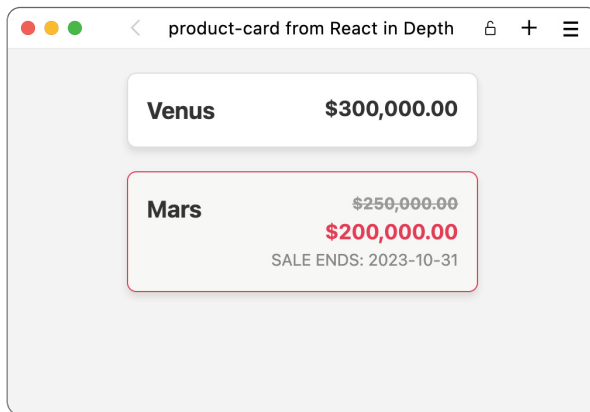 product-card from React in Depth
Venus $300,000.00
Mars $250,000.00
$200,000.00
SALE ENDS: 2023-10-31